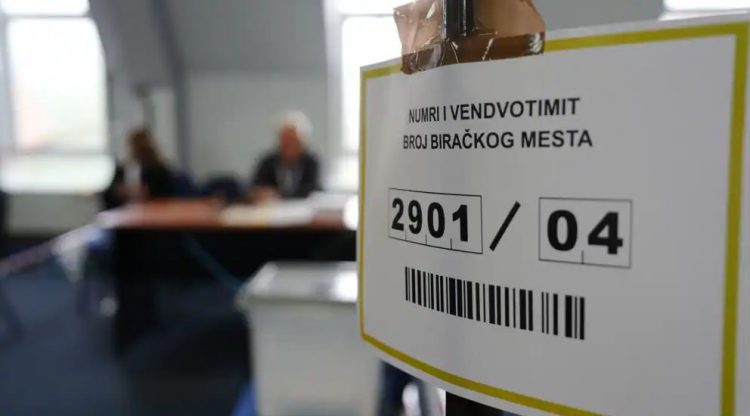 NUMRI I VENDVOTIMIT
BROJ BIRAČKOG MESTA
2901 / 04